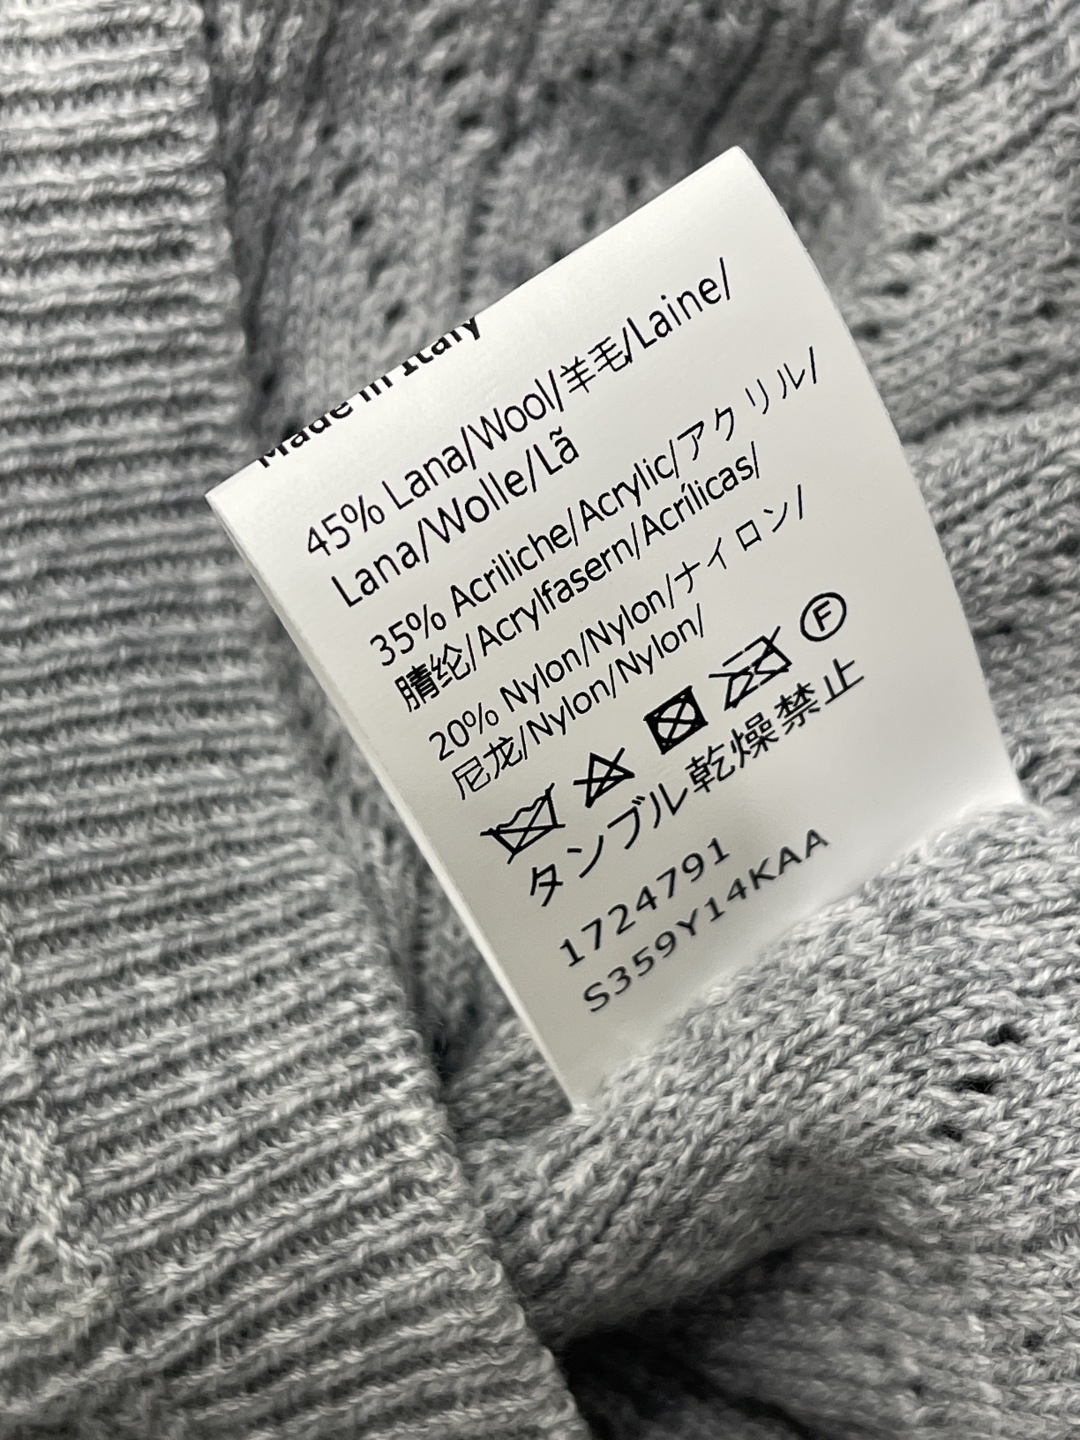 Made in Italy
45% Lana/Wool/羊毛/Laine/
Lana/Wolle/Lã
35% Acriliche/Acrylic/アクリル/
腈纶/Acrylfasern/Acrílicas/
20% Nylon/Nylon/ナイロン/
尼龙/Nylon/Nylon/
F
タンブル乾燥禁止
1724791
S359Y14KAA